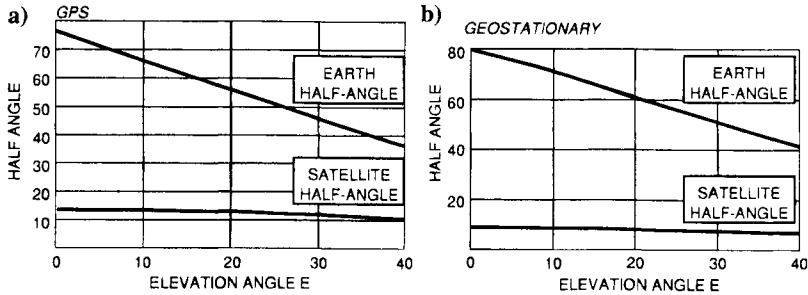 a)
GPS
70
60
50
40
30
20
10
HALF ANGLE
EARTH
HALF-ANGLE
SATELLITE
HALF-ANGLE
0 10 20 30 40
ELEVATION ANGLE E
b)
GEOSTATIONARY
80
60
40
20
HALF ANGLE
EARTH
HALF-ANGLE
SATELLITE
HALF-ANGLE
0 10 20 30 40
ELEVATION ANGLE E